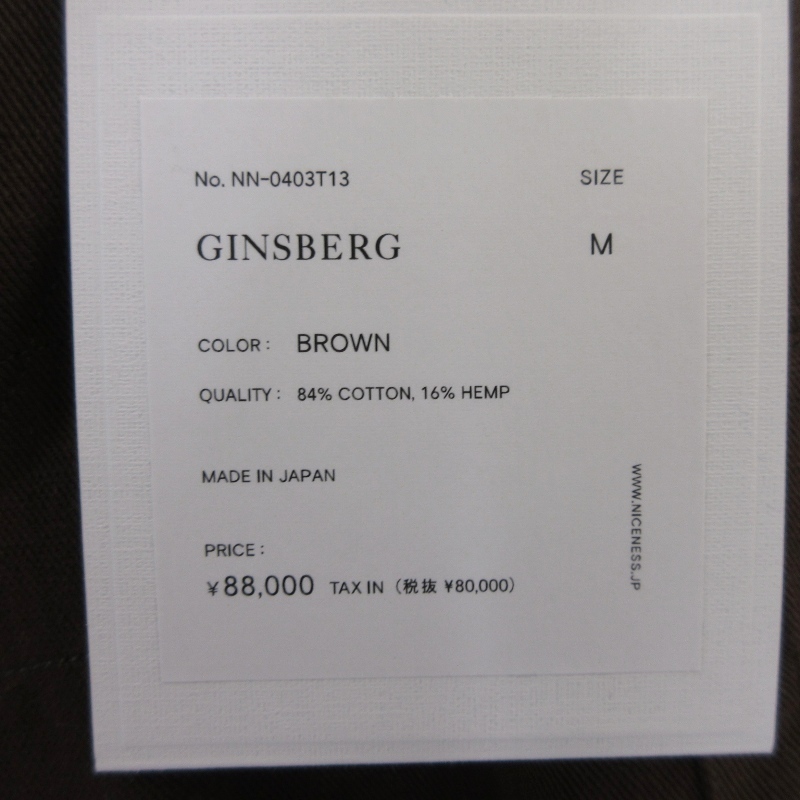 No. NN-0403T13
SIZE
GINSBERG
M
COLOR: BROWN
QUALITY: 84% COTTON, 16% HEMP
MADE IN JAPAN
WWW.NICENESS.JP
PRICE:
¥88,000 TAX IN (税抜 ¥80,000)